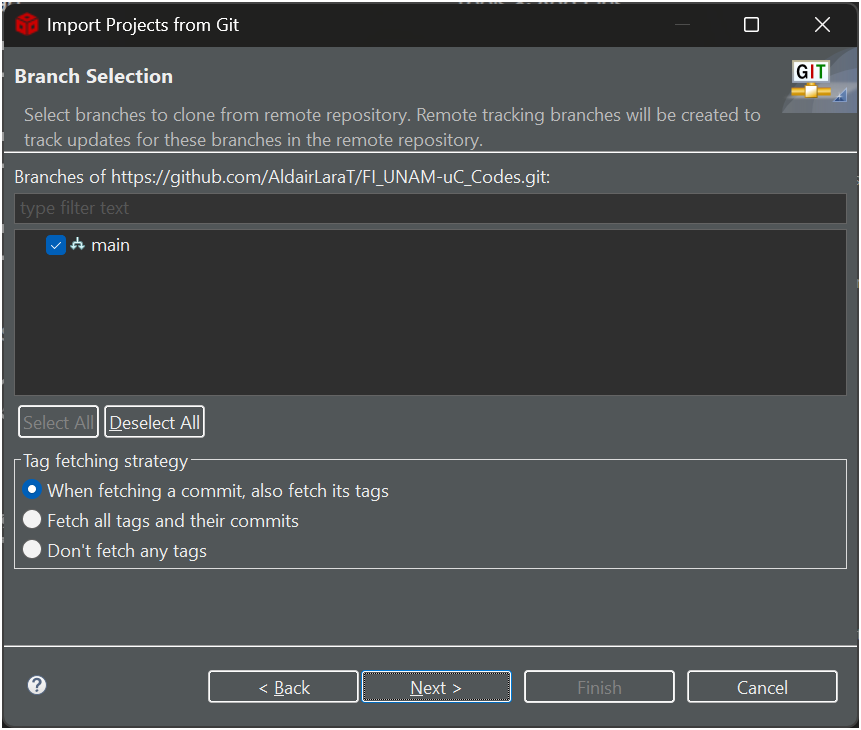 Import Projects from Git
Branch Selection
GIT
Select branches to clone from remote repository. Remote tracking branches will be created to
track updates for these branches in the remote repository.
Branches of https://github.com/AldairLaraT/FI_UNAM-uC_Codes.git:
type filter text
main
Select All Deselect All
Tag fetching strategy
When fetching a commit, also fetch its tags
Fetch all tags and their commits
Don't fetch any tags
? < Back Next > Finish Cancel